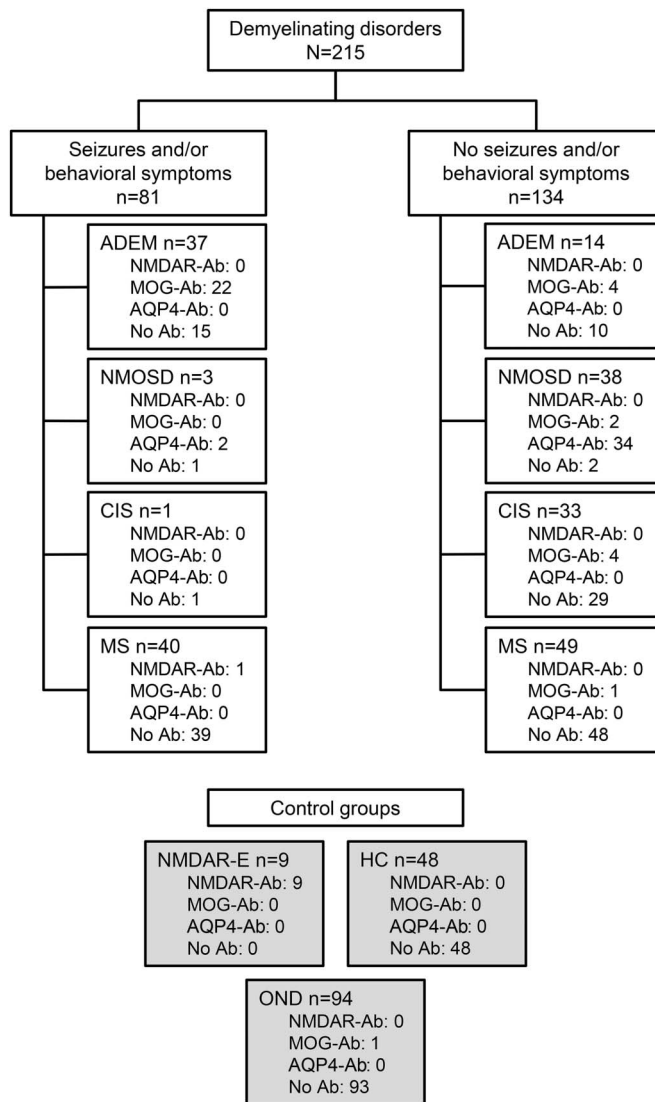 Demyelinating disorders
N=215
Seizures and/or
behavioral symptoms
n=81
ADEM n=37
NMDAR-Ab: 0
MOG-Ab: 22
AQP4-Ab: 0
No Ab: 15
NMOSD n=3
NMDAR-Ab: 0
MOG-Ab: 0
AQP4-Ab: 2
No Ab: 1
CIS n=1
NMDAR-Ab: 0
MOG-Ab: 0
AQP4-Ab: 0
No Ab: 1
MS n=40
NMDAR-Ab: 1
MOG-Ab: 0
AQP4-Ab: 0
No Ab: 39
No seizures and/or
behavioral symptoms
n=134
ADEM n=14
NMDAR-Ab: 0
MOG-Ab: 4
AQP4-Ab: 0
No Ab: 10
NMOSD n=38
NMDAR-Ab: 0
MOG-Ab: 2
AQP4-Ab: 34
No Ab: 2
CIS n=33
NMDAR-Ab: 0
MOG-Ab: 4
AQP4-Ab: 0
No Ab: 29
MS n=49
NMDAR-Ab: 0
MOG-Ab: 1
AQP4-Ab: 0
No Ab: 48
Control groups
NMDAR-E n=9
NMDAR-Ab: 9
MOG-Ab: 0
AQP4-Ab: 0
No Ab: 0
HC n=48
NMDAR-Ab: 0
MOG-Ab: 0
AQP4-Ab: 0
No Ab: 48
OND n=94
NMDAR-Ab: 0
MOG-Ab: 1
AQP4-Ab: 0
No Ab: 93